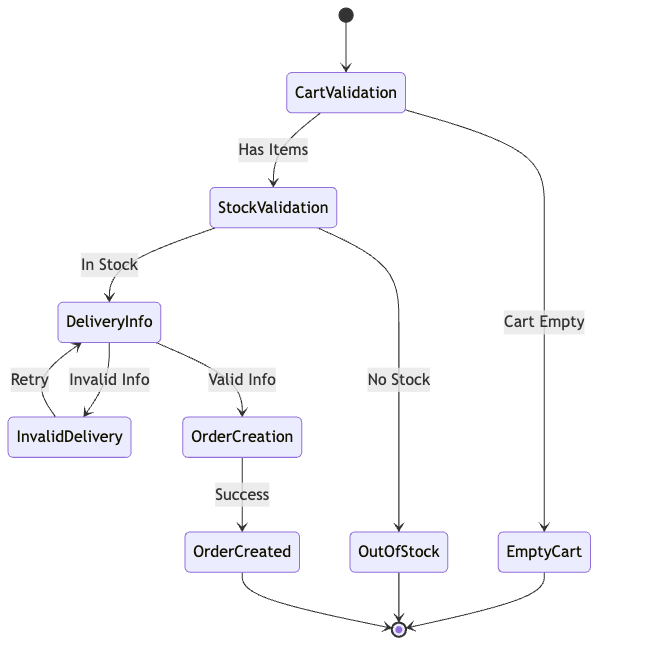 CartValidation
Has Items
StockValidation
In Stock
DeliveryInfo
Cart Empty
Retry
Invalid Info
Valid Info
No Stock
InvalidDelivery
OrderCreation
Success
OrderCreated
OutOfStock
EmptyCart